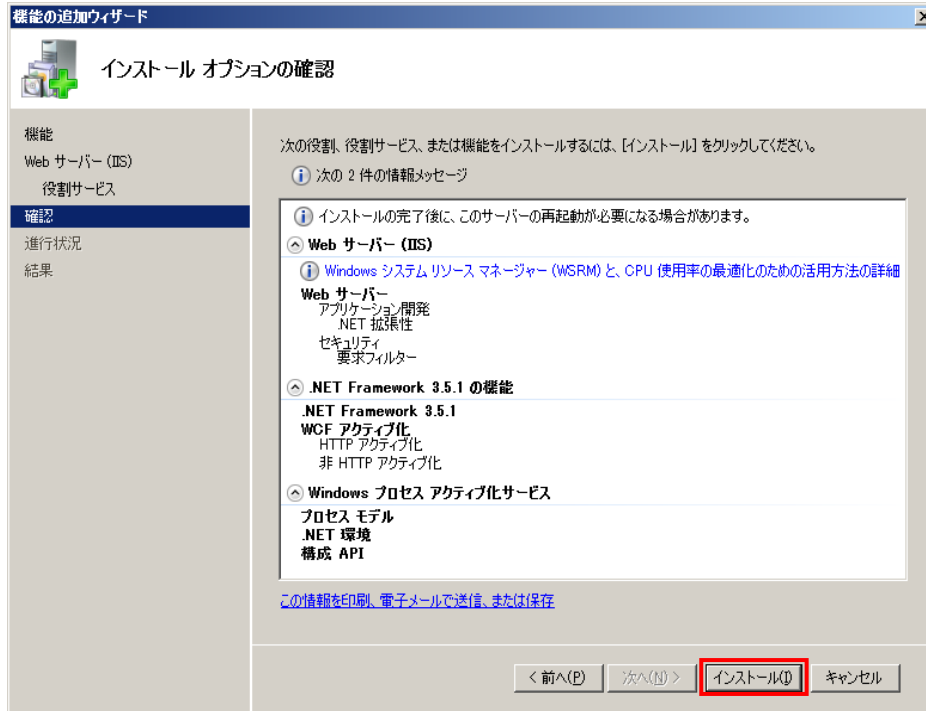 機能の追加ウィザード
インストール オプションの確認
機能
Web サーバー (IIS)
役割サービス
確認
進行状況
結果
次の役割、役割サービス、または機能をインストールするには、[インストール] をクリックしてください。
次の 2 件の情報メッセージ
インストールの完了後に、このサーバーの再起動が必要になる場合があります。
Web サーバー (IIS)
Windows システム リソース マネージャー (WSRM) と、CPU 使用率の最適化のための活用方法の詳細
Web サーバー
アプリケーション開発
.NET 拡張性
セキュリティ
要求フィルター
.NET Framework 3.5.1 の機能
.NET Framework 3.5.1
WCF アクティブ化
HTTP アクティブ化
非 HTTP アクティブ化
Windows プロセス アクティブ化サービス
プロセス モデル
.NET 環境
構成 API
この情報を印刷、電子メールで送信、または保存
< 前へ(P)
次へ(N) >
インストール(I)
キャンセル